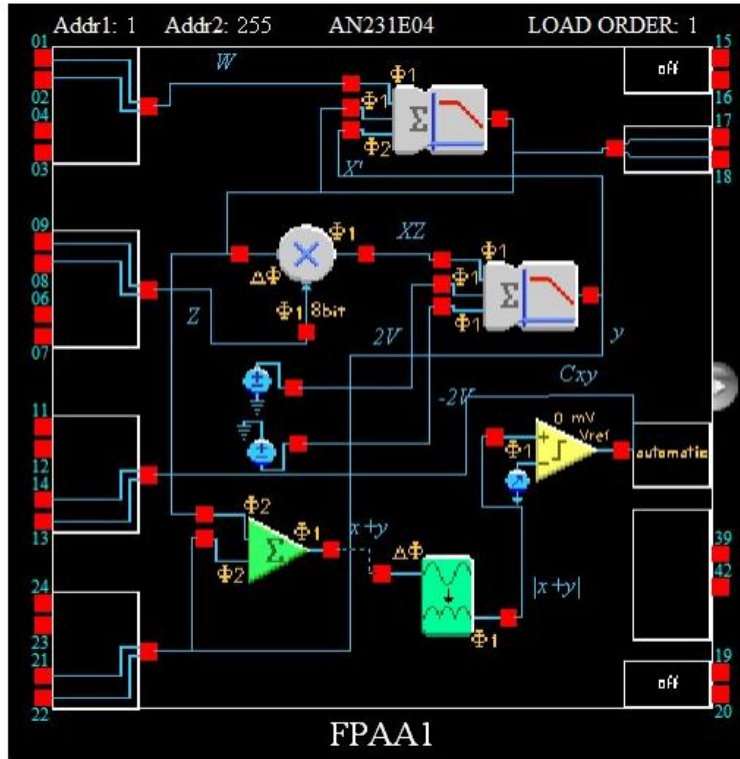 Addr1: 1 Addr2: 255 AN231E04 LOAD ORDER: 1
01
02
04
03
09
08
06
07
11
12
14
13
24
23
21
22
W
Φ1
Φ1
Φ2
Σ
X'
Φ1
XZ
ΔΦ
Φ1 8bit
Z
Φ1
Φ1
Φ1
Σ
2V
-2V
y
Cxy
0 mV
Vref
Φ1
Φ2
Φ1
Φ2
Σ
x+y
ΔΦ
Φ1
|x+y|
off
automatic
off
15
16
17
18
39
42
19
20
FPAA1